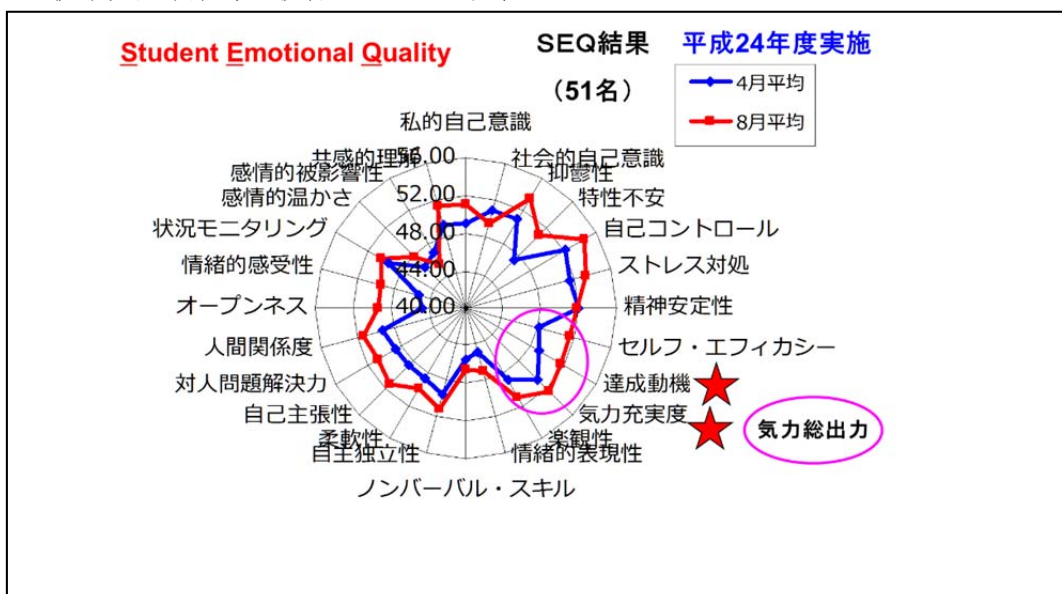 Student Emotional Quality
SEQ結果 平成24年度実施
（51名）
4月平均
8月平均
私的自己意識
社会的自己意識
抑鬱性
特性不安
自己コントロール
ストレス対処
精神安定性
セルフ・エフィカシー
達成動機
気力充実度
楽観性
情緒的表現性
ノンバーバル・スキル
自主独立性
柔軟性
自己主張性
対人問題解決力
人間関係度
オープンネス
情緒的感受性
状況モニタリング
感情的温かさ
感情的被影響性
共感的理解
56.00
52.00
48.00
44.00
40.00
気力総出力